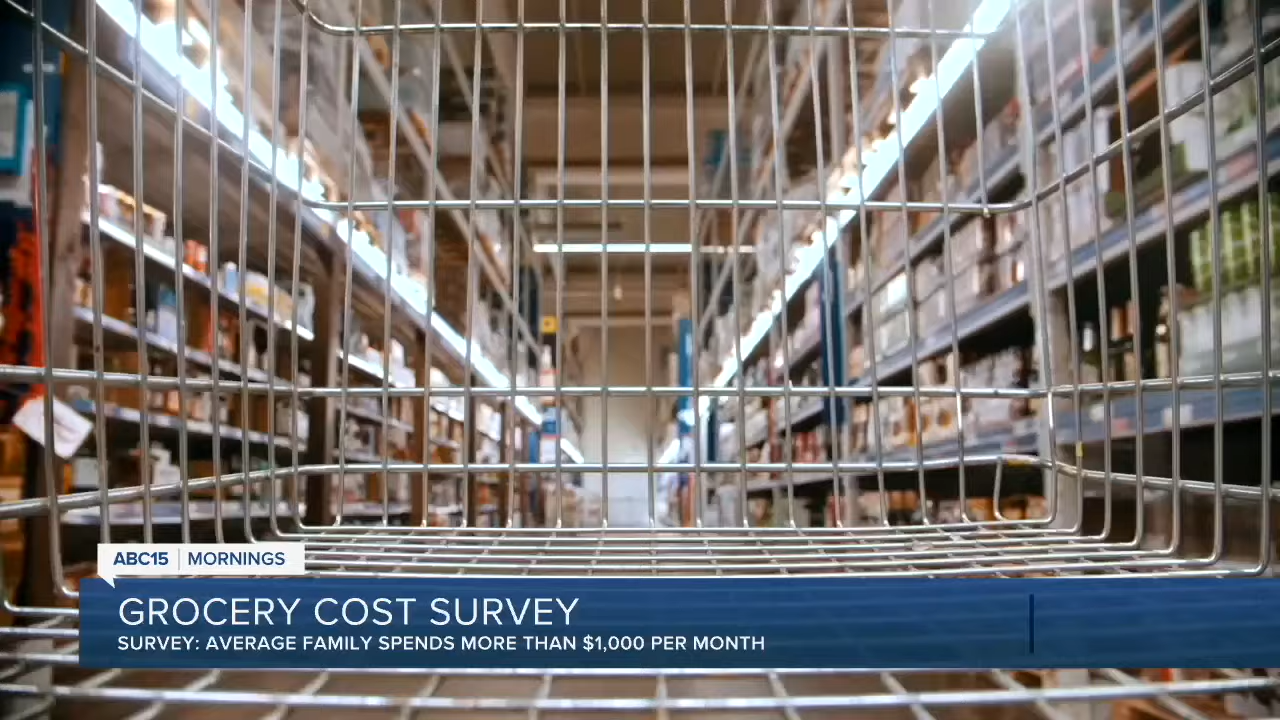 ABC15 | MORNINGS
GROCERY COST SURVEY
SURVEY: AVERAGE FAMILY SPENDS MORE THAN $1,000 PER MONTH